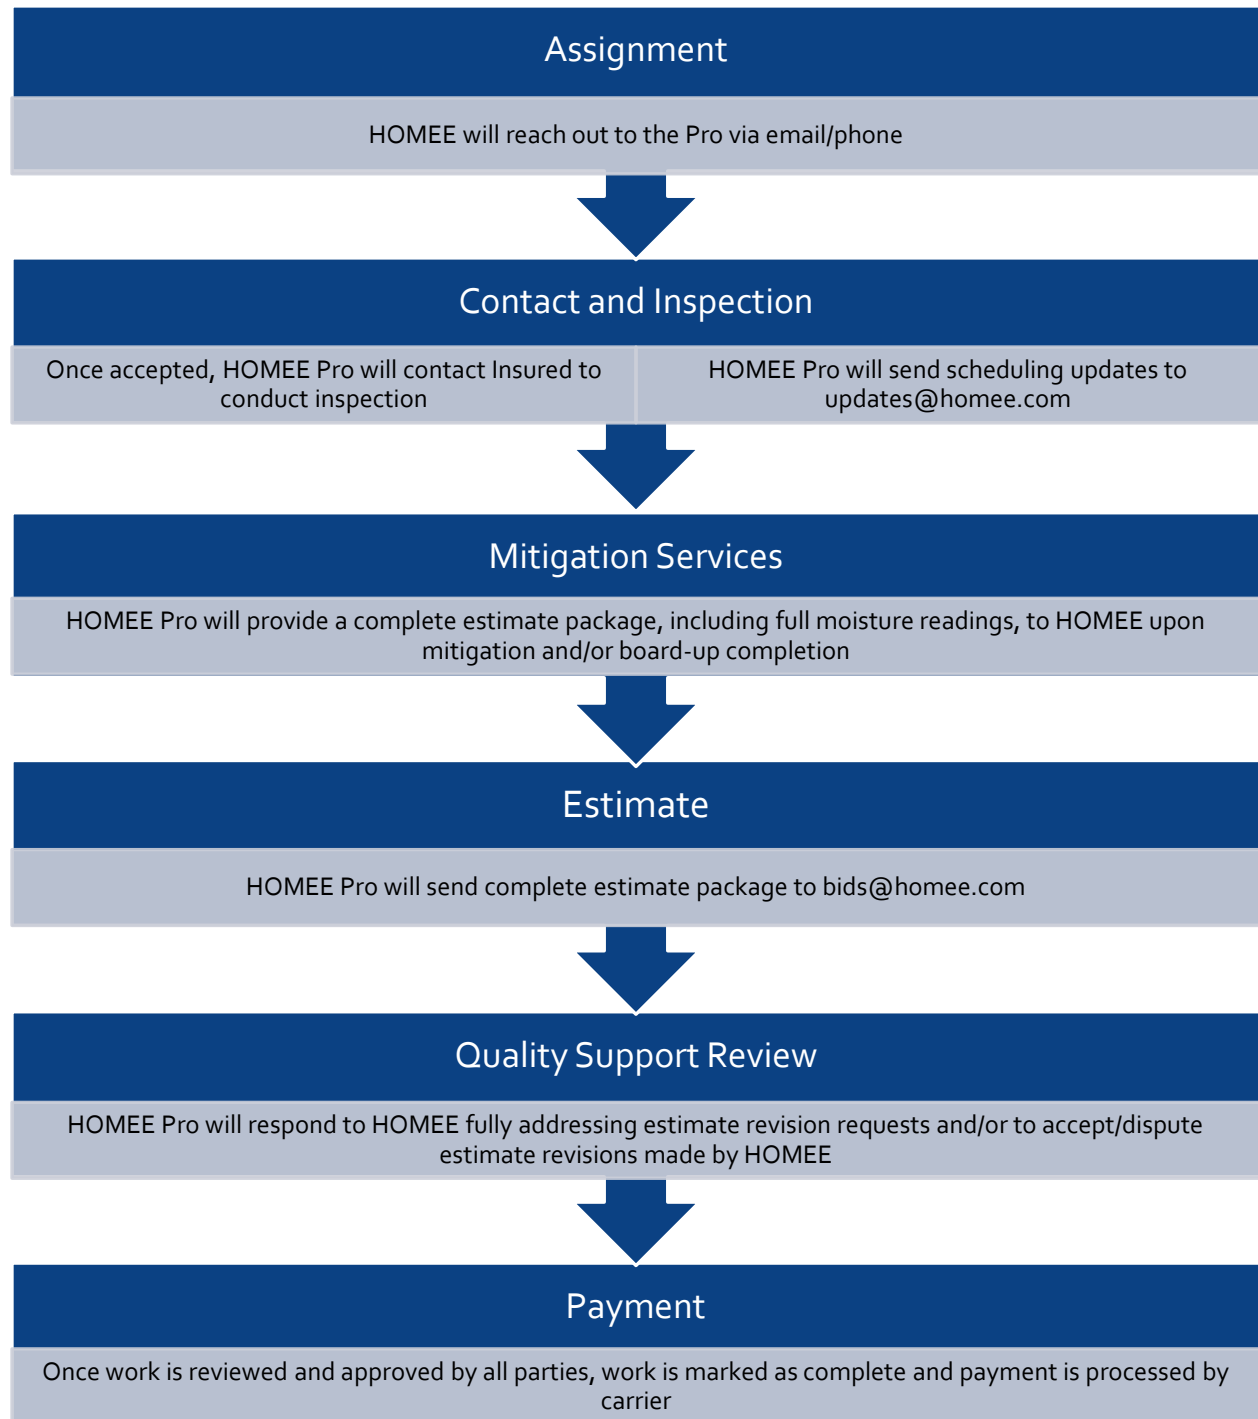 Assignment
HOMEE will reach out to the Pro via email/phone
Contact and Inspection
Once accepted, HOMEE Pro will contact Insured to
conduct inspection
HOMEE Pro will send scheduling updates to
updates@homee.com
Mitigation Services
HOMEE Pro will provide a complete estimate package, including full moisture readings, to HOMEE upon
mitigation and/or board-up completion
Estimate
HOMEE Pro will send complete estimate package to bids@homee.com
Quality Support Review
HOMEE Pro will respond to HOMEE fully addressing estimate revision requests and/or to accept/dispute
estimate revisions made by HOMEE
Payment
Once work is reviewed and approved by all parties, work is marked as complete and payment is processed by
carrier